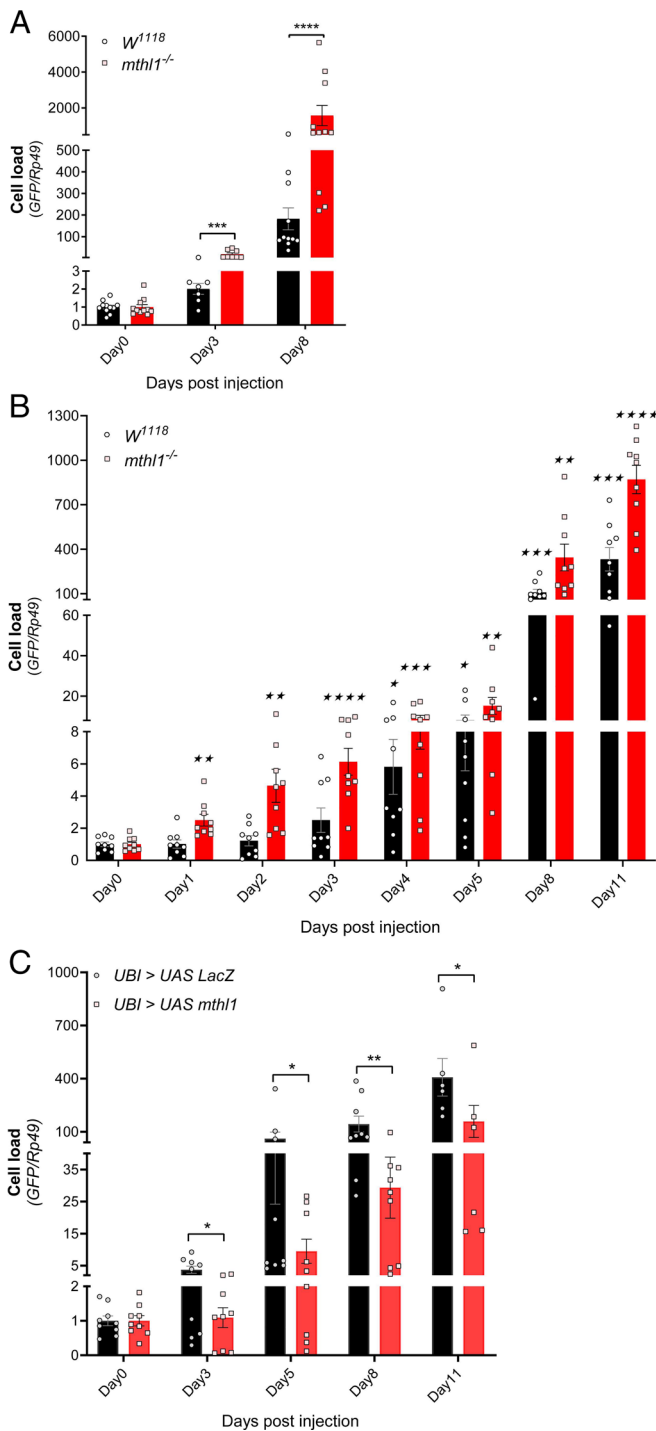 A
W1118
mthl1-/-
****
***
6000
4000
2000
500
400
300
200
100
3
2
1
0
Cell load
(GFP/Rp49)
Day0 Day3 Day8
Days post injection
B
W1118
mthl1-/-
★★★★
★★
★★★
★★★
★★
★★★★
★★★
★★
★
★
★★
1300
1000
700
400
100
60
40
20
8
6
4
2
0
Cell load
(GFP/Rp49)
Day0 Day1 Day2 Day3 Day4 Day5 Day8 Day11
Days post injection
C
UBI > UAS LacZ
UBI > UAS mthl1
*
**
*
*
1000
700
400
100
35
25
15
5
2
1
0
Cell load
(GFP/Rp49)
Day0 Day3 Day5 Day8 Day11
Days post injection